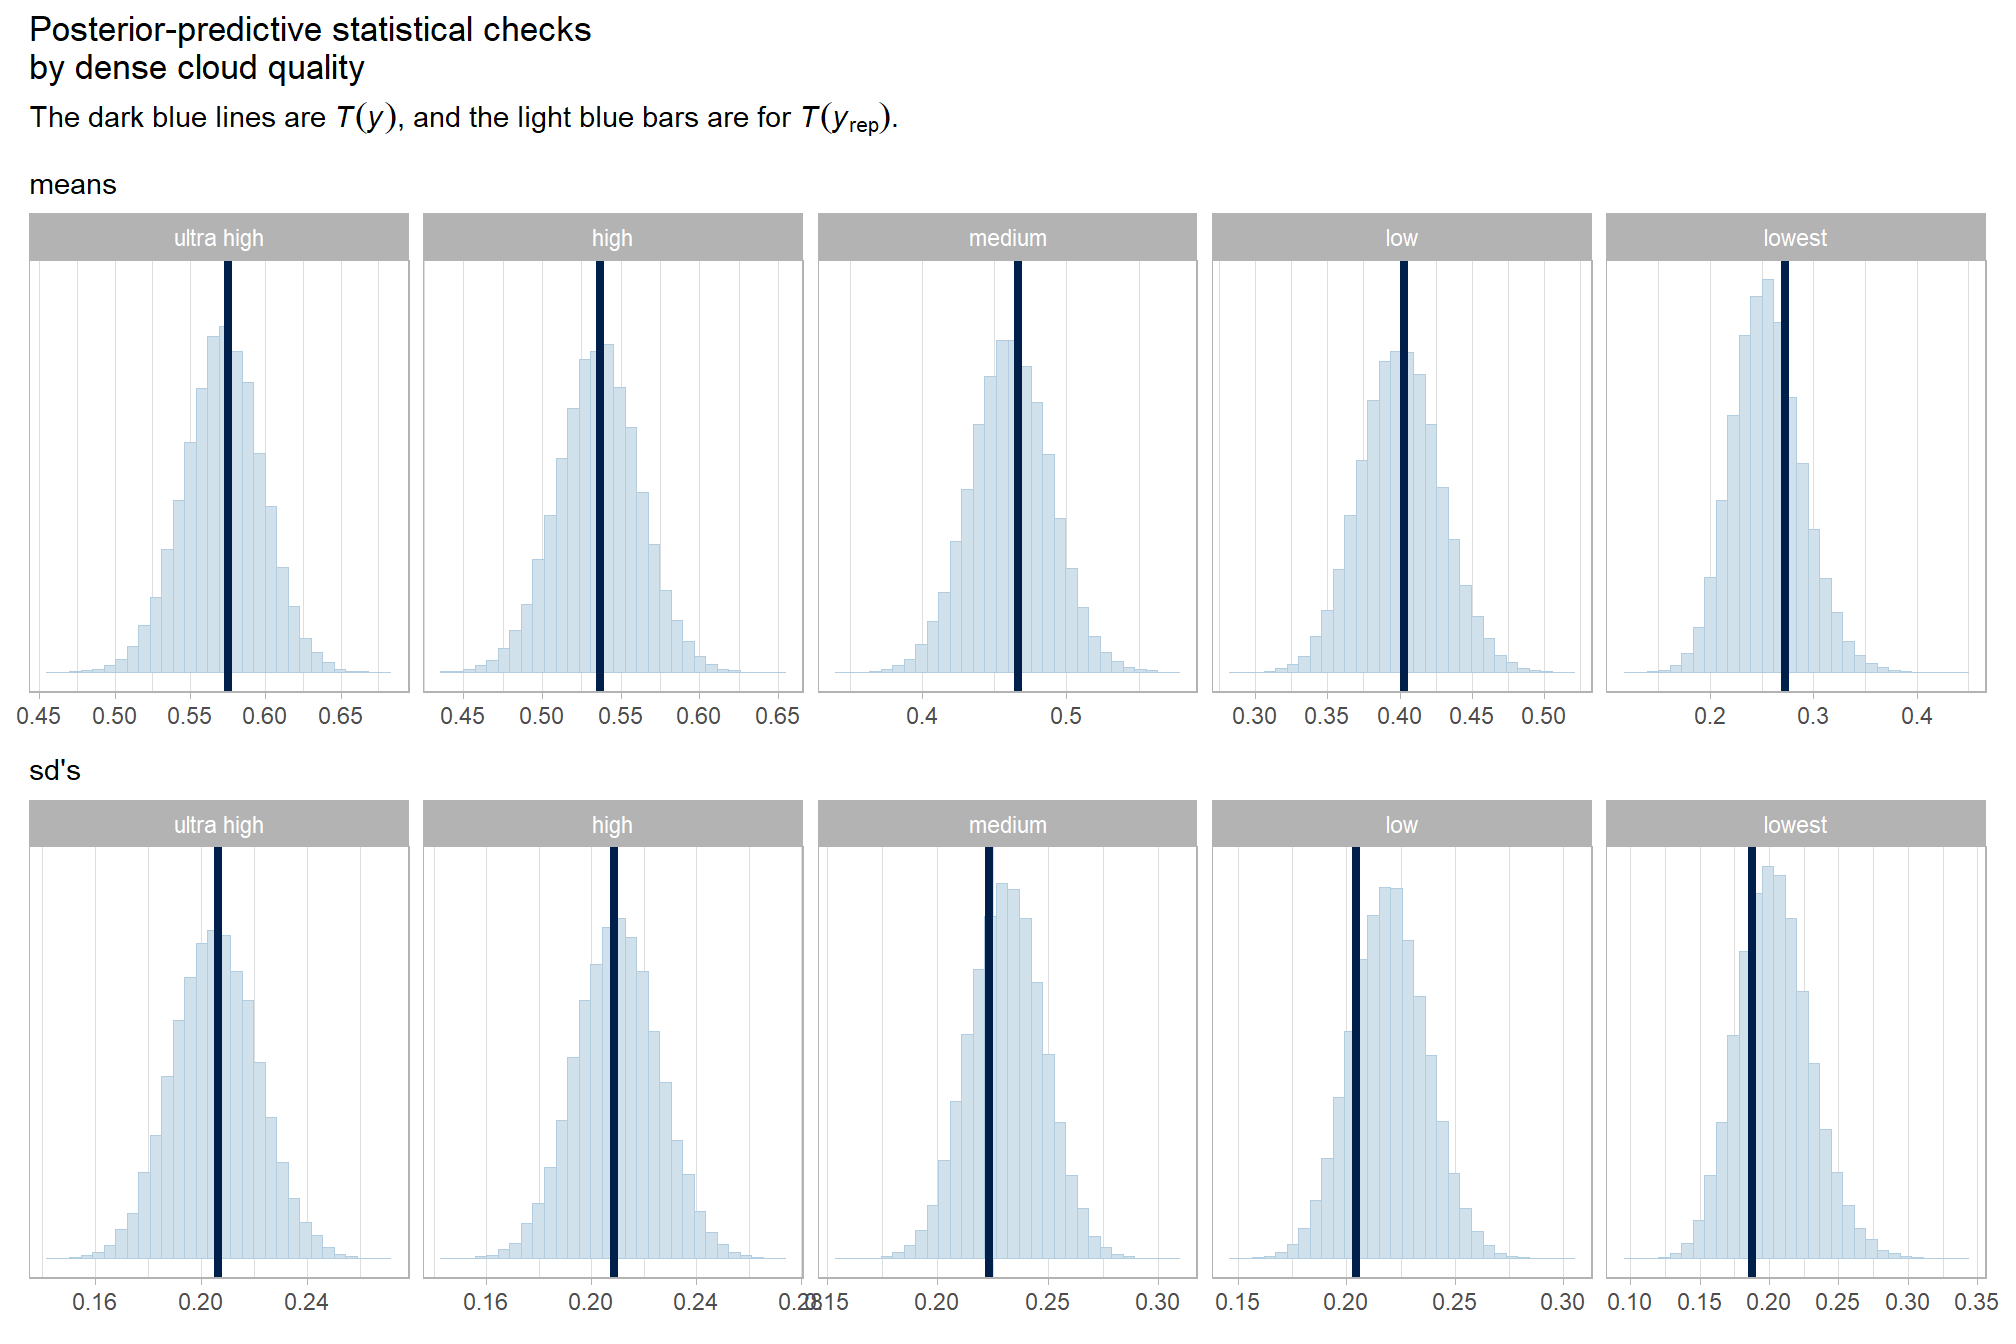 Posterior-predictive statistical checks
by dense cloud quality
The dark blue lines are T(y), and the light blue bars are for T(yrep).
means
ultra high high medium low lowest
0.45 0.50 0.55 0.60 0.65 0.45 0.50 0.55 0.60 0.65 0.4 0.5 0.30 0.35 0.40 0.45 0.50 0.2 0.3 0.4
sd's
ultra high high medium low lowest
0.16 0.20 0.24 0.16 0.20 0.24 0.28 0.15 0.20 0.25 0.30 0.15 0.20 0.25 0.30 0.10 0.15 0.20 0.25 0.30 0.35